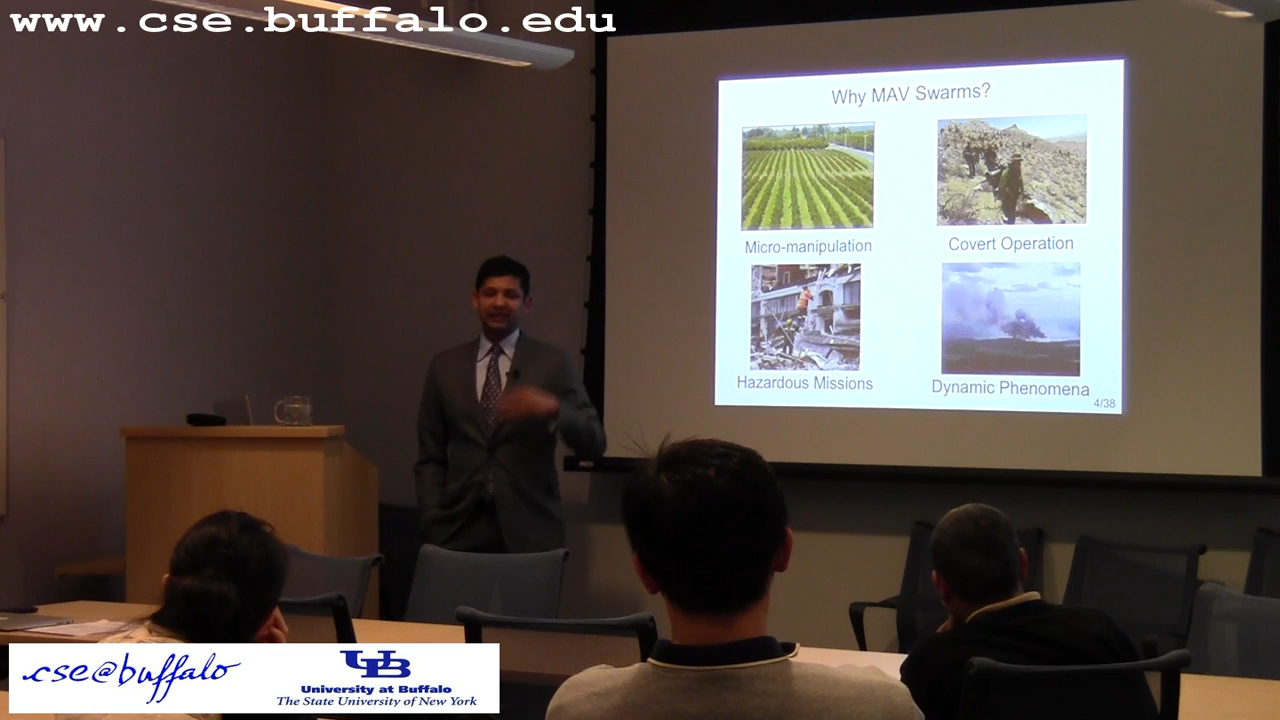 www.cse.buffalo.edu
Why MAV Swarms?
Micro-manipulation
Covert Operation
Hazardous Missions
Dynamic Phenomena
4/38
cse@buffalo
UB
University at Buffalo
The State University of New York